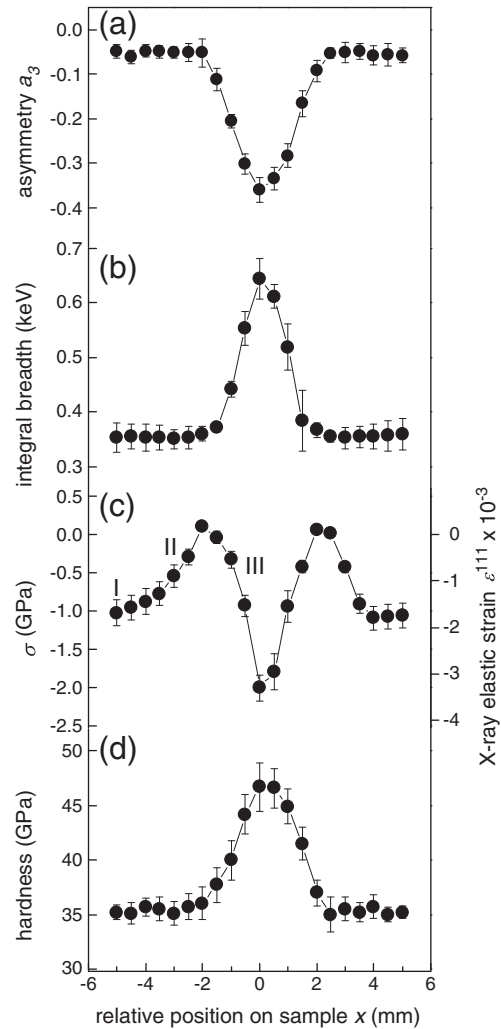 (a)
0.0
-0.1
-0.2
-0.3
-0.4
asymmetry a₃
(b)
0.7
0.6
0.5
0.4
0.3
integral breadth (keV)
(c)
0.5
0.0
-0.5
-1.0
-1.5
-2.0
-2.5
σ (GPa)
I
II
III
0
-1
-2
-3
-4
X-ray elastic strain ε¹¹¹ x 10⁻³
(d)
50
45
40
35
30
hardness (GPa)
-6 -4 -2 0 2 4 6
relative position on sample x (mm)